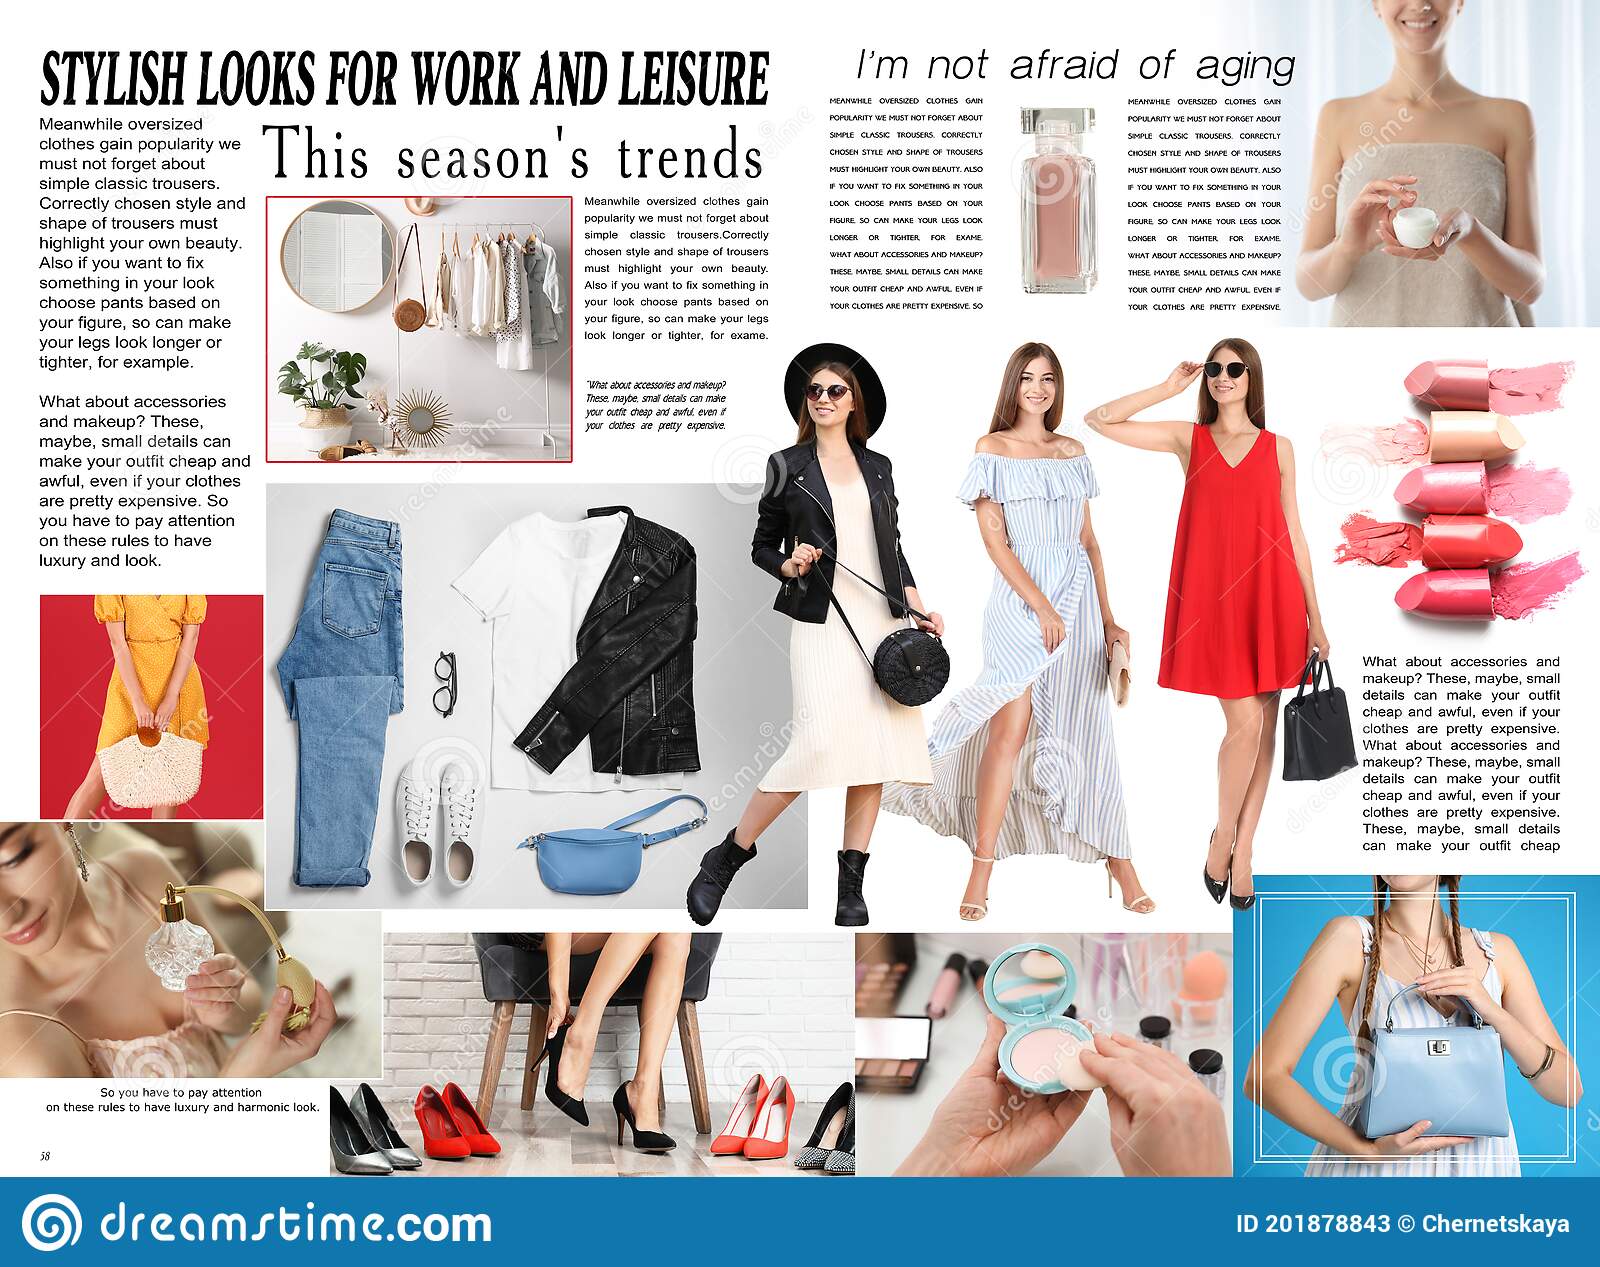 STYLISH LOOKS FOR WORK AND LEISURE
This season's trends
Meanwhile oversized
clothes gain popularity we
must not forget about
simple classic trousers.
Correctly chosen style and
shape of trousers must
highlight your own beauty.
Also if you want to fix
something in your look
choose pants based on
your figure, so can make
your legs look longer or
tighter, for example.
What about accessories
and makeup? These,
maybe, small details can
make your outfit cheap and
awful, even if your clothes
are pretty expensive. So
you have to pay attention
on these rules to have
luxury and look.
Meanwhile oversized clothes gain
popularity we must not forget about
simple classic trousers.Correctly
chosen style and shape of trousers
must highlight your own beauty.
Also if you want to fix something in
your look choose pants based on
your figure, so can make your legs
look longer or tighter, for exame.
"What about accessories and makeup?
These, maybe, small details can make
your outfit cheap and awful, even if
your clothes are pretty expensive.
So you have to pay attention
on these rules to have luxury and harmonic look.
58
I'm not afraid of aging
MEANWHILE OVERSIZED CLOTHES GAIN
POPULARITY WE MUST NOT FORGET ABOUT
SIMPLE CLASSIC TROUSERS. CORRECTLY
CHOSEN STYLE AND SHAPE OF TROUSERS
MUST HIGHLIGHT YOUR OWN BEAUTY. ALSO
IF YOU WANT TO FIX SOMETHING IN YOUR
LOOK CHOOSE PANTS BASED ON YOUR
FIGURE, SO CAN MAKE YOUR LEGS LOOK
LONGER OR TIGHTER, FOR EXAME.
WHAT ABOUT ACCESSORIES AND MAKEUP?
THESE, MAYBE, SMALL DETAILS CAN MAKE
YOUR OUTFIT CHEAP AND AWFUL, EVEN IF
YOUR CLOTHES ARE PRETTY EXPENSIVE. SO
MEANWHILE OVERSIZED CLOTHES GAIN
POPULARITY WE MUST NOT FORGET ABOUT
SIMPLE CLASSIC TROUSERS. CORRECTLY
CHOSEN STYLE AND SHAPE OF TROUSERS
MUST HIGHLIGHT YOUR OWN BEAUTY. ALSO
IF YOU WANT TO FIX SOMETHING IN YOUR
LOOK CHOOSE PANTS BASED ON YOUR
FIGURE, SO CAN MAKE YOUR LEGS LOOK
LONGER OR TIGHTER, FOR EXAME.
WHAT ABOUT ACCESSORIES AND MAKEUP?
THESE, MAYBE, SMALL DETAILS CAN MAKE
YOUR OUTFIT CHEAP AND AWFUL, EVEN IF
YOUR CLOTHES ARE PRETTY EXPENSIVE.
What about accessories and
makeup? These, maybe, small
details can make your outfit
cheap and awful, even if your
clothes are pretty expensive.
What about accessories and
makeup? These, maybe, small
details can make your outfit
cheap and awful, even if your
clothes are pretty expensive.
These, maybe, small details
can make your outfit cheap
dreamstime.com
ID 201878843 © Chernetskaya